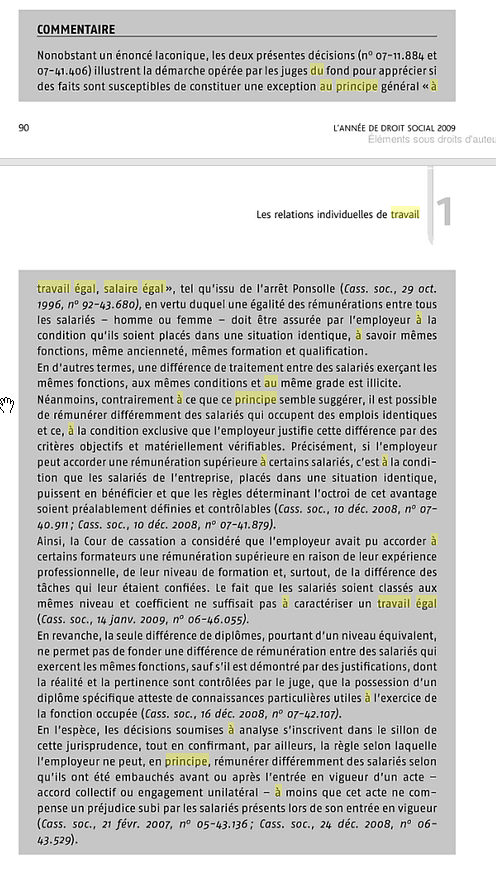 COMMENTAIRE
Nonobstant un énoncé laconique, les deux présentes décisions (nº 07-11.884 et
07-41.406) illustrent la démarche opérée par les juges du fond pour apprécier si
des faits sont susceptibles de constituer une exception au principe général « à
90
L'ANNÉE DE DROIT SOCIAL 2009
Éléments sous droits d'auteu
Les relations individuelles de travail
1
travail égal, salaire égal », tel qu'issu de l'arrêt Ponsolle (Cass. soc., 29 oct.
1996, nº 92-43.680), en vertu duquel une égalité des rémunérations entre tous
les salariés – homme ou femme – doit être assurée par l'employeur à la
condition qu'ils soient placés dans une situation identique, à savoir mêmes
fonctions, même ancienneté, mêmes formation et qualification.
En d'autres termes, une différence de traitement entre des salariés exerçant les
mêmes fonctions, aux mêmes conditions et au même grade est illicite.
Néanmoins, contrairement à ce que ce principe semble suggérer, il est possible
de rémunérer différemment des salariés qui occupent des emplois identiques
et ce, à la condition exclusive que l'employeur justifie cette différence par des
critères objectifs et matériellement vérifiables. Précisément, si l'employeur
peut accorder une rémunération supérieure à certains salariés, c'est à la condi-
tion que les salariés de l'entreprise, placés dans une situation identique,
puissent en bénéficier et que les règles déterminant l'octroi de cet avantage
soient préalablement définies et contrôlables (Cass. soc., 10 déc. 2008, nº 07-
40.911 ; Cass. soc., 10 déc. 2008, nº 07-41.879).
Ainsi, la Cour de cassation a considéré que l'employeur avait pu accorder à
certains formateurs une rémunération supérieure en raison de leur expérience
professionnelle, de leur niveau de formation et, surtout, de la différence des
tâches qui leur étaient confiées. Le fait que les salariés soient classés aux
mêmes niveau et coefficient ne suffisait pas à caractériser un travail égal
(Cass. soc., 14 janv. 2009, nº 06-46.055).
En revanche, la seule différence de diplômes, pourtant d'un niveau équivalent,
ne permet pas de fonder une différence de rémunération entre des salariés qui
exercent les mêmes fonctions, sauf s'il est démontré par des justifications, dont
la réalité et la pertinence sont contrôlées par le juge, que la possession d'un
diplôme spécifique atteste de connaissances particulières utiles à l'exercice de
la fonction occupée (Cass. soc., 16 déc. 2008, nº 07-42.107).
En l'espèce, les décisions soumises à analyse s'inscrivent dans le sillon de
cette jurisprudence, tout en confirmant, par ailleurs, la règle selon laquelle
l'employeur ne peut, en principe, rémunérer différemment des salariés selon
qu'ils ont été embauchés avant ou après l'entrée en vigueur d'un acte –
accord collectif ou engagement unilatéral – à moins que cet acte ne com-
pense un préjudice subi par les salariés présents lors de son entrée en vigueur
(Cass. soc., 21 févr. 2007, nº 05-43.136 ; Cass. soc., 24 déc. 2008, nº 06-
43.529).